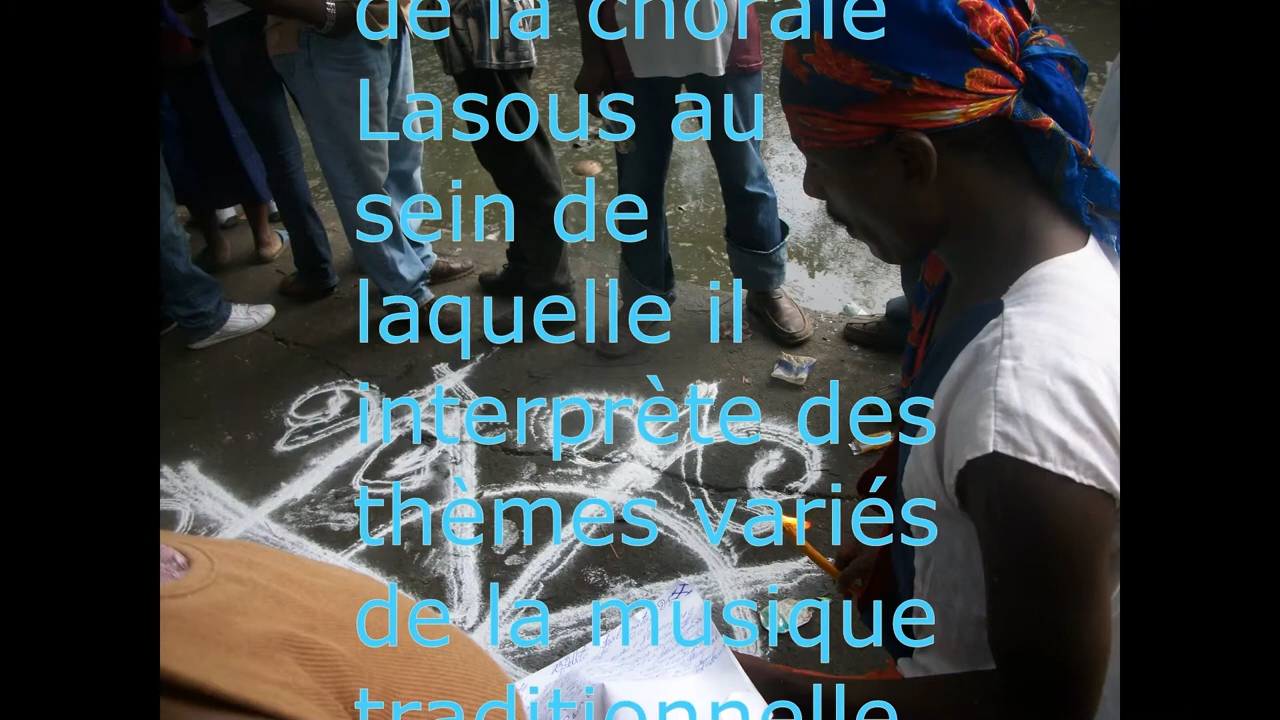 de la chorale
Lasous au
sein de
laquelle il
interprète des
thèmes variés
de la musique
traditionnelle